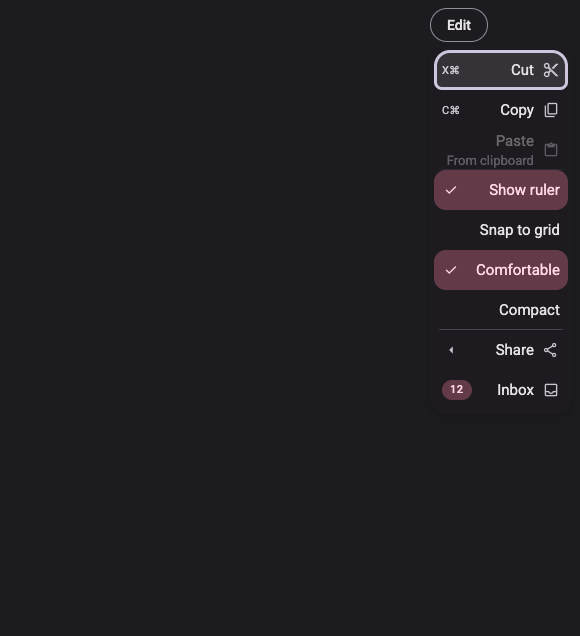 Edit
Cut X⌘
Copy C⌘
Paste
From clipboard
Show ruler
Snap to grid
Comfortable
Compact
Share
Inbox 12